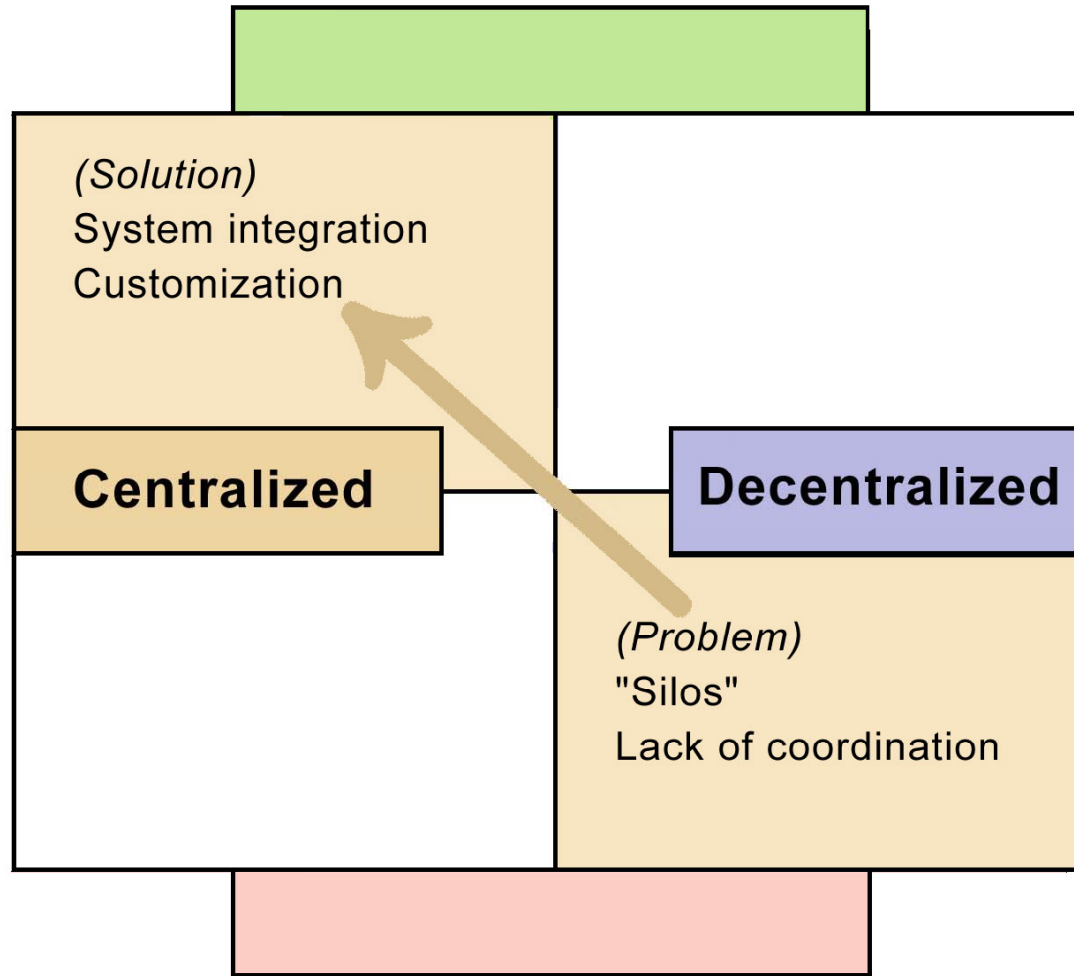 (Solution)
System integration
Customization
Centralized
Decentralized
(Problem)
"Silos"
Lack of coordination